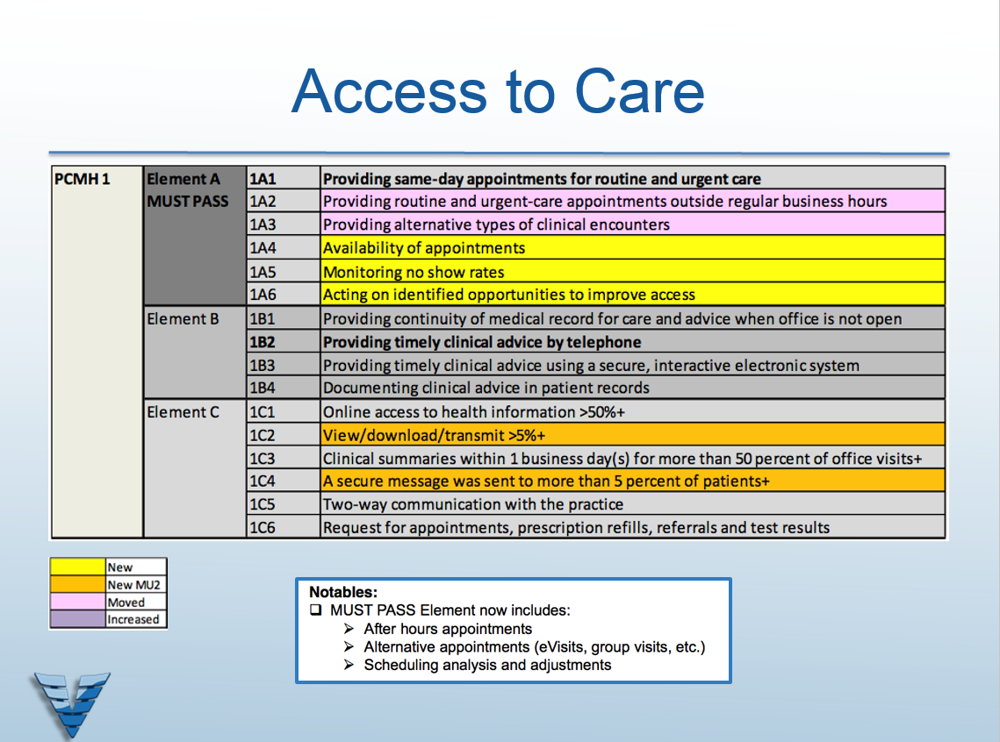 Access to Care
PCMH 1
Element A
MUST PASS
1A1 Providing same-day appointments for routine and urgent care
1A2 Providing routine and urgent-care appointments outside regular business hours
1A3 Providing alternative types of clinical encounters
1A4 Availability of appointments
1A5 Monitoring no show rates
1A6 Acting on identified opportunities to improve access
Element B
1B1 Providing continuity of medical record for care and advice when office is not open
1B2 Providing timely clinical advice by telephone
1B3 Providing timely clinical advice using a secure, interactive electronic system
1B4 Documenting clinical advice in patient records
Element C
1C1 Online access to health information >50%+
1C2 View/download/transmit >5%+
1C3 Clinical summaries within 1 business day(s) for more than 50 percent of office visits+
1C4 A secure message was sent to more than 5 percent of patients+
1C5 Two-way communication with the practice
1C6 Request for appointments, prescription refills, referrals and test results
New
New MU2
Moved
Increased
Notables:
❑ MUST PASS Element now includes:
➢ After hours appointments
➢ Alternative appointments (eVisits, group visits, etc.)
➢ Scheduling analysis and adjustments